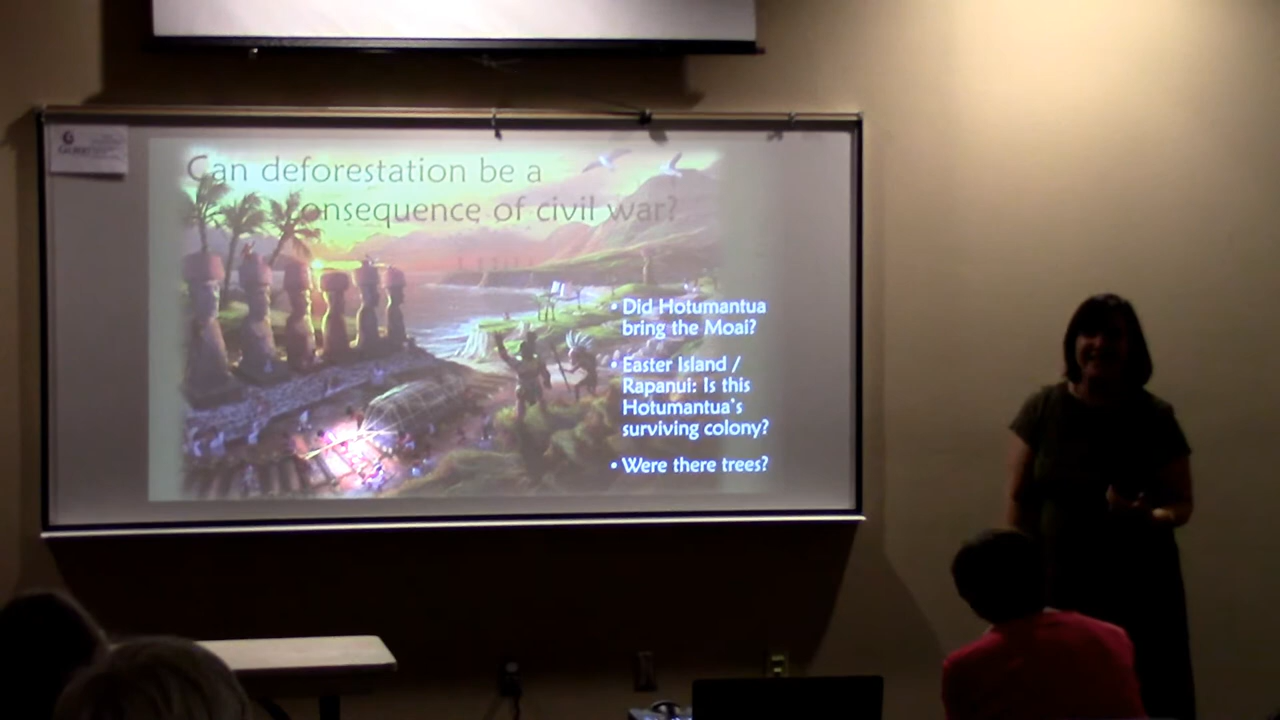 Can deforestation be a
consequence of civil war?
• Did Hotumantua
bring the Moai?
• Easter Island /
Rapanui: Is this
Hotumantua's
surviving colony?
• Were there trees?